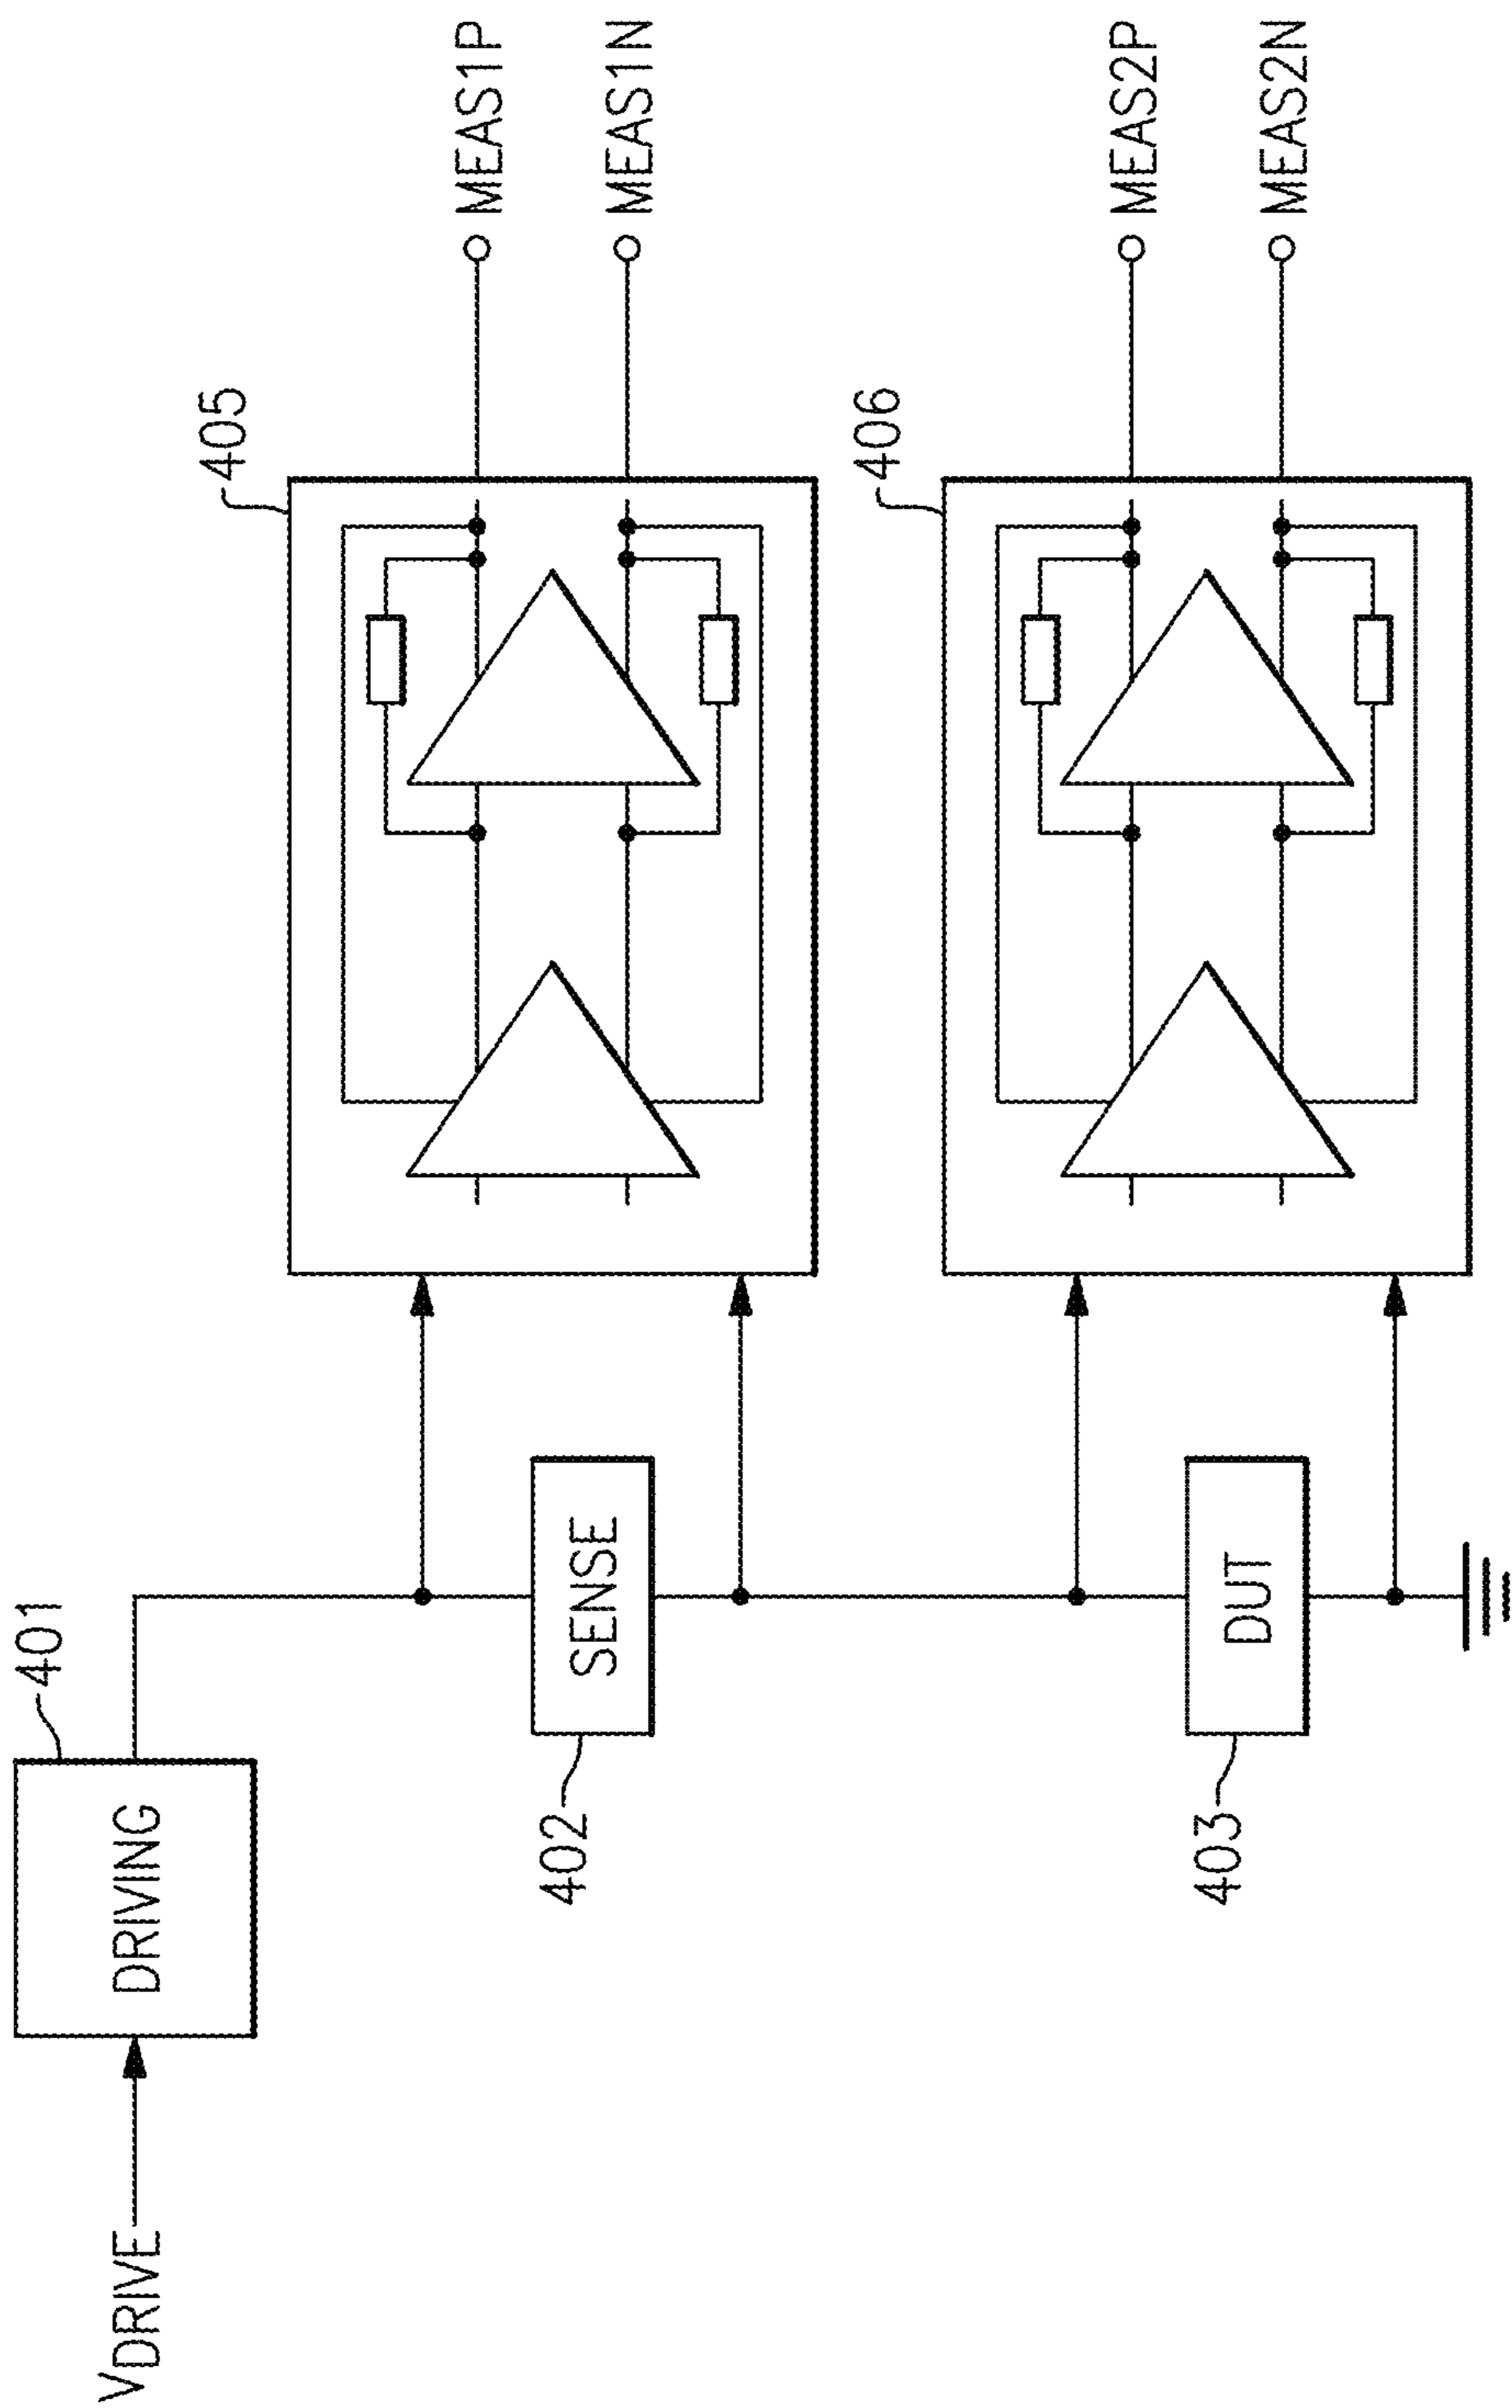 VDRIVE
DRIVING
401
SENSE
402
405
MEAS1P
MEAS1N
DUT
403
406
MEAS2P
MEAS2N